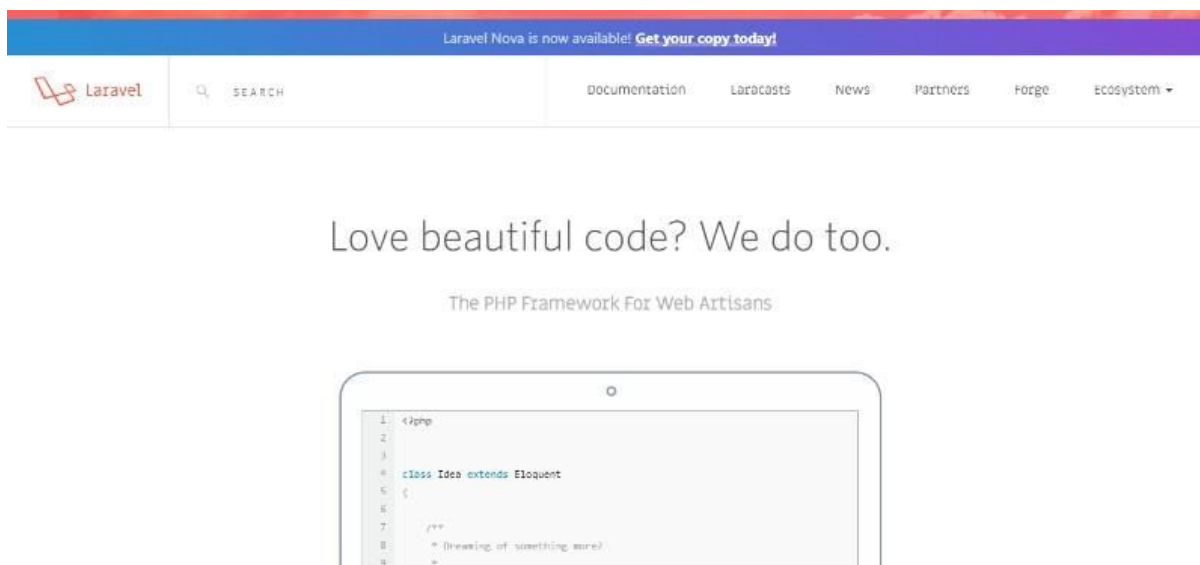 Laravel Nova is now available! Get your copy today!
Laravel
SEARCH
Documentation Laracasts News Partners Forge Ecosystem
Love beautiful code? We do too.
The PHP Framework For Web Artisans
1 <?php
2
3
4 class Idea extends Eloquent
5 {
6
7 /**
8 * Dreaming of something more?
9 *